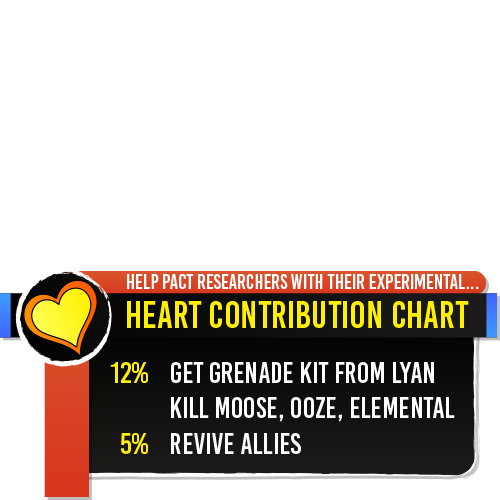 HELP PACT RESEARCHERS WITH THEIR EXPERIMENTAL...
HEART CONTRIBUTION CHART
12% GET GRENADE KIT FROM LYAN
KILL MOOSE, OOZE, ELEMENTAL
5% REVIVE ALLIES